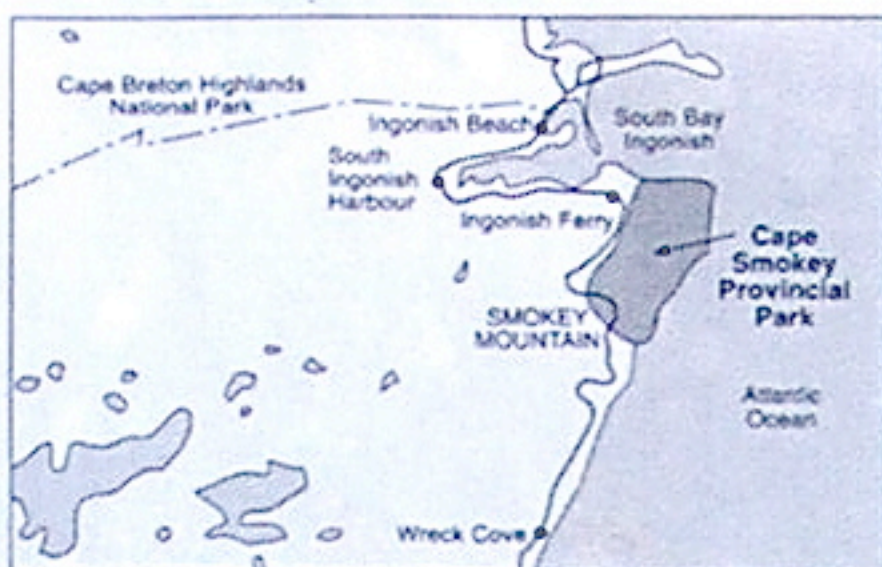 Cape Breton Highlands
National Park
Ingonish Beach
South Bay
Ingonish
South
Ingonish
Harbour
Ingonish Ferry
Cape
Smokey
Provincial
Park
SMOKEY
MOUNTAIN
Atlantic
Ocean
Wreck Cove